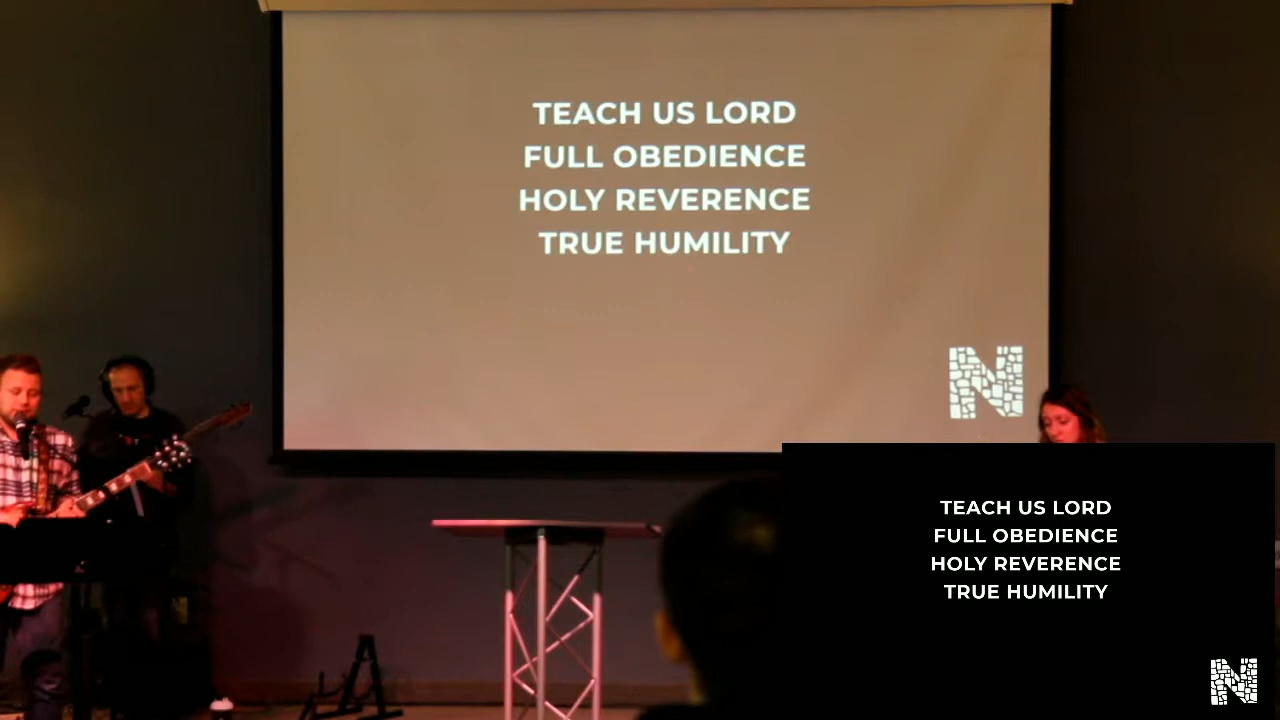 TEACH US LORD
FULL OBEDIENCE
HOLY REVERENCE
TRUE HUMILITY
N
TEACH US LORD
FULL OBEDIENCE
HOLY REVERENCE
TRUE HUMILITY
N